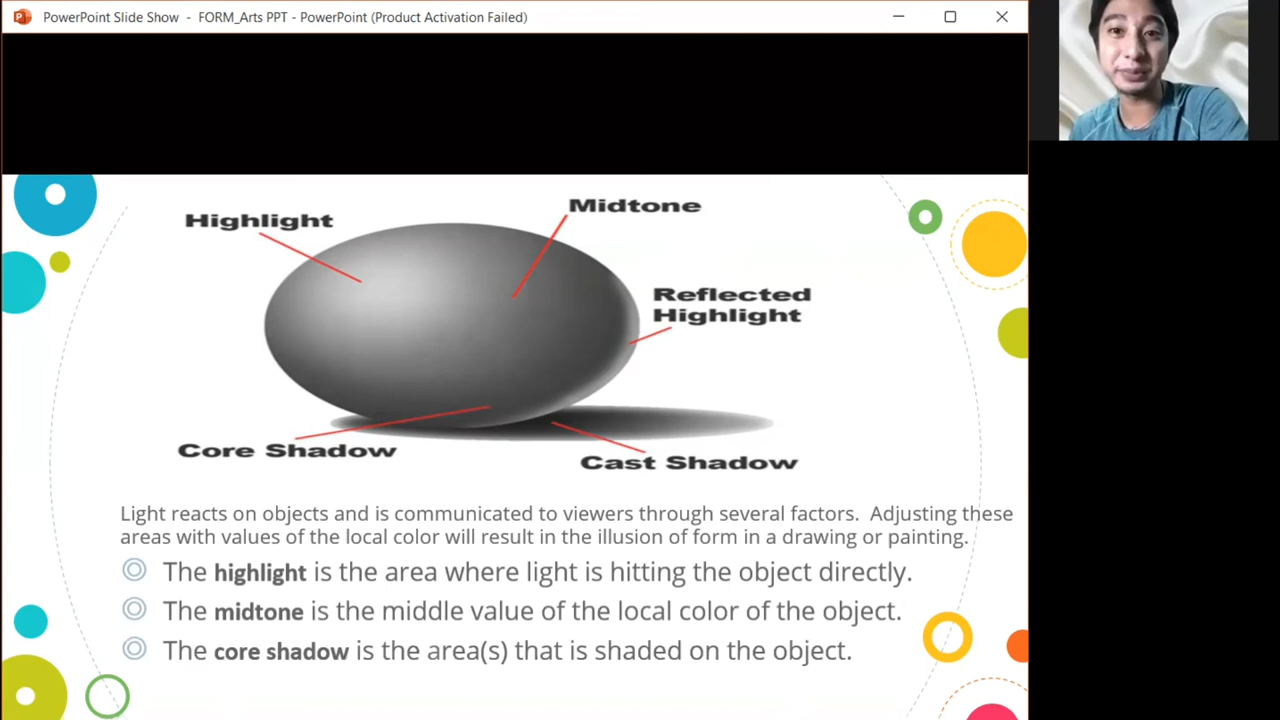 PowerPoint Slide Show - FORM_Arts PPT - PowerPoint (Product Activation Failed)
Highlight
Midtone
Reflected
Highlight
Core Shadow
Cast Shadow
Light reacts on objects and is communicated to viewers through several factors.  Adjusting these
areas with values of the local color will result in the illusion of form in a drawing or painting.
The highlight is the area where light is hitting the object directly.
The midtone is the middle value of the local color of the object.
The core shadow is the area(s) that is shaded on the object.